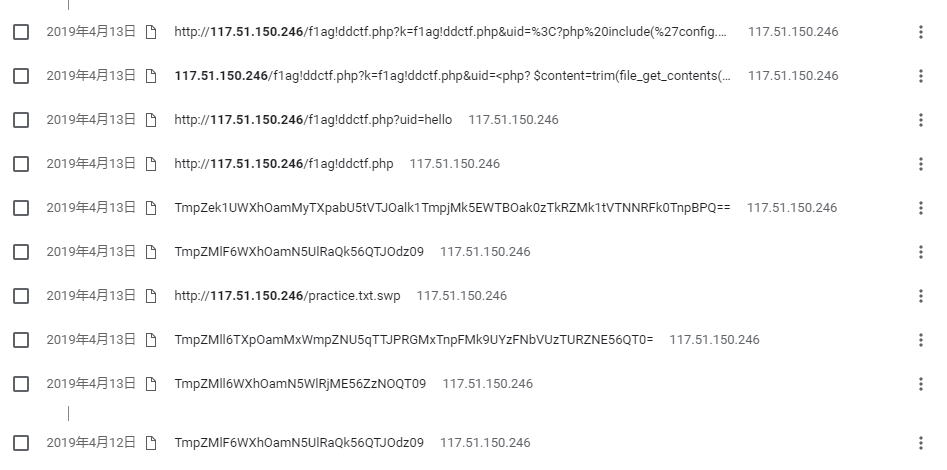 2019年4月13日 http://117.51.150.246/f1ag!ddctf.php?k=f1ag!ddctf.php&uid=%3C?php%20include(%27config.... 117.51.150.246
2019年4月13日 117.51.150.246/f1ag!ddctf.php?k=f1ag!ddctf.php&uid=<php? $content=trim(file_get_contents(... 117.51.150.246
2019年4月13日 http://117.51.150.246/f1ag!ddctf.php?uid=hello 117.51.150.246
2019年4月13日 http://117.51.150.246/f1ag!ddctf.php 117.51.150.246
2019年4月13日 TmpZek1UWXhOamMyTXpabU5tVTJOalk1TmpjMk5EWTBOak0zTkRZMk1tVTNNRFk0TnpBPQ== 117.51.150.246
2019年4月13日 TmpZMlF6WXhOamN5UlRaQk56QTJOdz09 117.51.150.246
2019年4月13日 http://117.51.150.246/practice.txt.swp 117.51.150.246
2019年4月13日 TmpZMll6TXpOamMxWmpZNU5qTTJPRGMxTnpFMk9UYzFNbVUzTURZNE56QT0= 117.51.150.246
2019年4月13日 TmpZMll6WXhOamN5WlRjME56ZzNOQT09 117.51.150.246
2019年4月12日 TmpZMlF6WXhOamN5UlRaQk56QTJOdz09 117.51.150.246